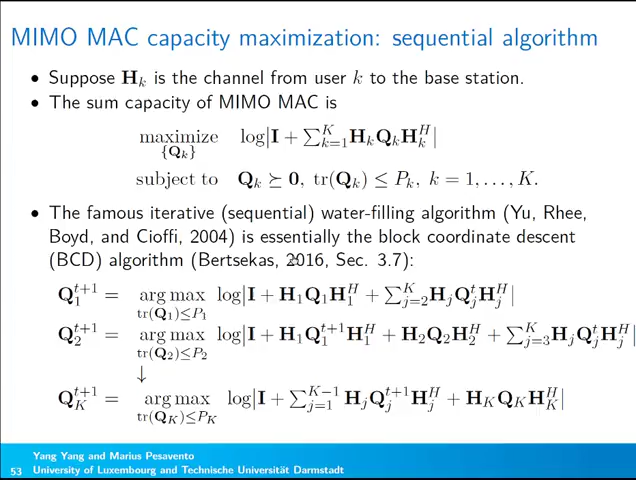 MIMO MAC capacity maximization: sequential algorithm
• Suppose H_k is the channel from user k to the base station.
• The sum capacity of MIMO MAC is
maximize_{Q_k} log|I + ∑_{k=1}^{K} H_k Q_k H_k^H|
subject to Q_k ⪰ 0, tr(Q_k) ≤ P_k, k = 1, . . . , K.
• The famous iterative (sequential) water-filling algorithm (Yu, Rhee,
Boyd, and Cioffi, 2004) is essentially the block coordinate descent
(BCD) algorithm (Bertsekas, 2016, Sec. 3.7):
Q_1^{t+1} = arg max_{tr(Q_1)≤P_1} log|I + H_1 Q_1 H_1^H + ∑_{j=2}^{K} H_j Q_j^t H_j^H|
Q_2^{t+1} = arg max_{tr(Q_2)≤P_2} log|I + H_1 Q_1^{t+1} H_1^H + H_2 Q_2 H_2^H + ∑_{j=3}^{K} H_j Q_j^t H_j^H|
↓
Q_K^{t+1} = arg max_{tr(Q_K)≤P_K} log|I + ∑_{j=1}^{K−1} H_j Q_j^{t+1} H_j^H + H_K Q_K H_K^H|
Yang Yang and Marius Pesavento
53 University of Luxembourg and Technische Universität Darmstadt